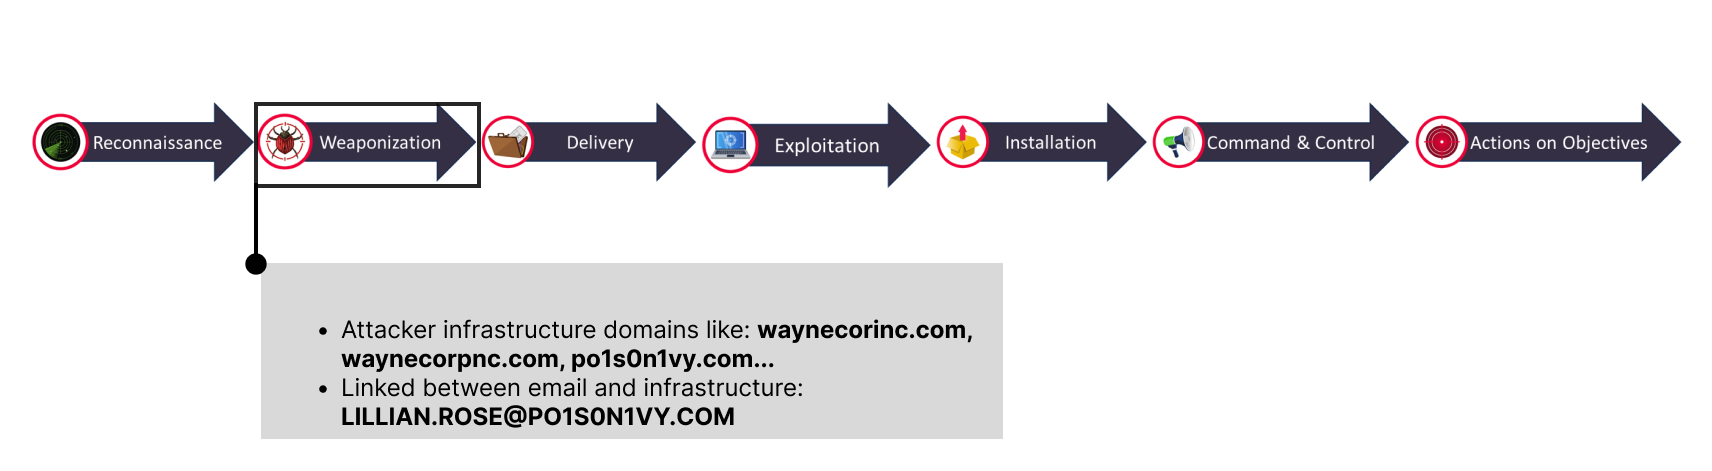 Reconnaissance
Weaponization
Delivery
Exploitation
Installation
Command & Control
Actions on Objectives
• Attacker infrastructure domains like: waynecorinc.com,
waynecorpnc.com, po1s0n1vy.com...
• Linked between email and infrastructure:
LILLIAN.ROSE@PO1S0N1VY.COM